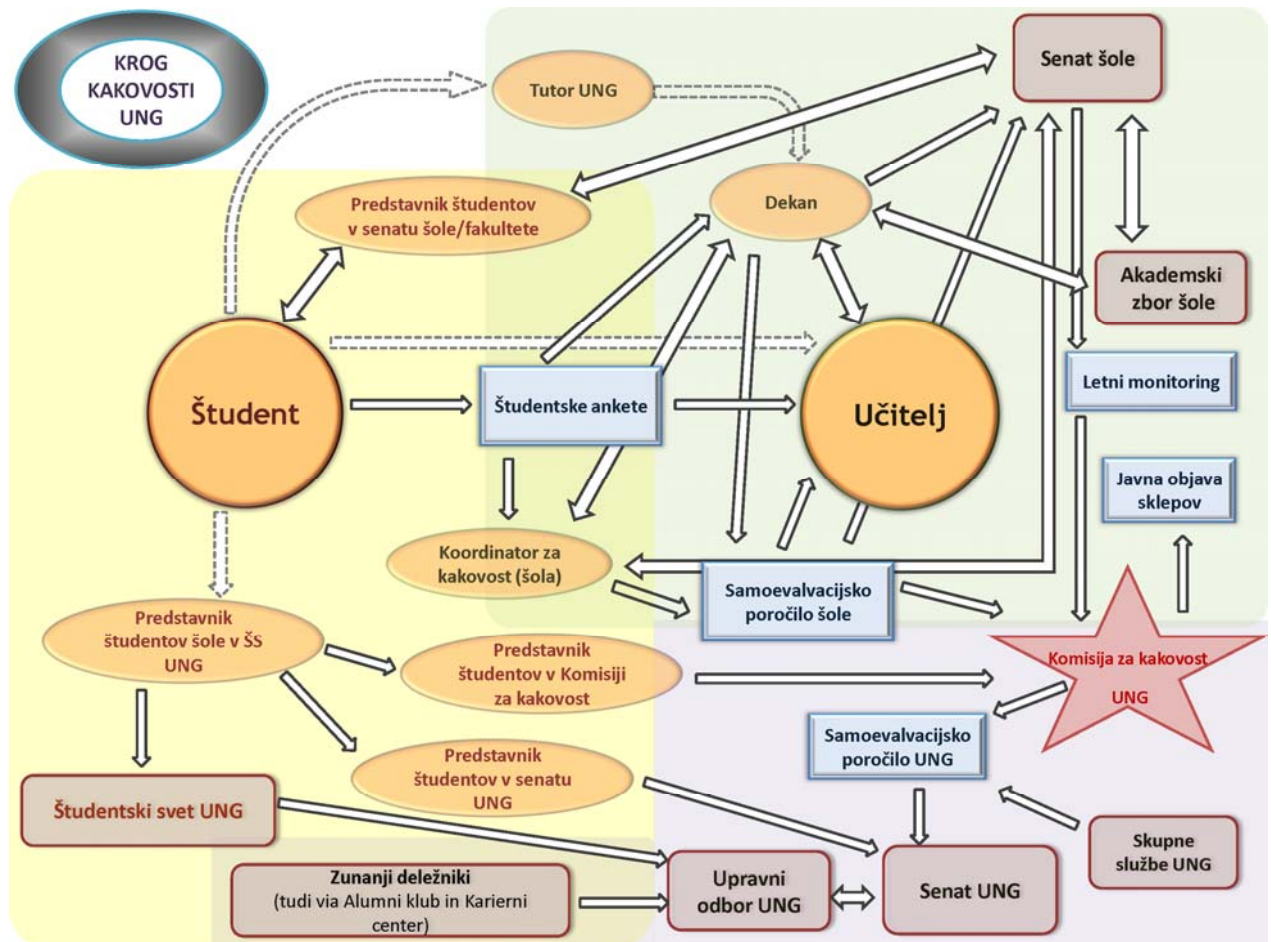 KROG
KAKOVOSTI
UNG
Tutor UNG
Senat šole
Predstavnik študentov
v senatu šole/fakultete
Dekan
Akademski
zbor šole
Študent
Študentske ankete
Učitelj
Letni monitoring
Javna objava
sklepov
Koordinator za
kakovost (šola)
Samoevalvacijsko
poročilo šole
Predstavnik
študentov šole v ŠS
UNG
Predstavnik
študentov v Komisiji
za kakovost
Komisija za kakovost
UNG
Samoevalvacijsko
poročilo UNG
Predstavnik
študentov v senatu
UNG
Študentski svet UNG
Skupne
službe UNG
Zunanji deležniki
(tudi via Alumni klub in Karierni
center)
Upravni
odbor UNG
Senat UNG